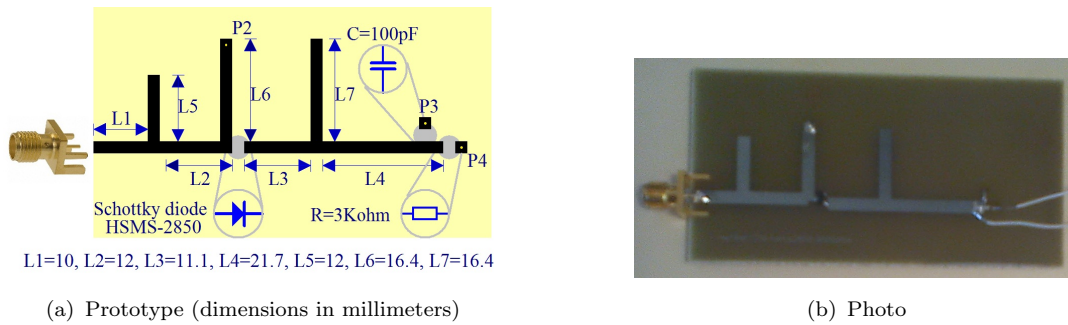 P2
C=100pF
L1
L5
L6
L7
P3
P4
L2
L3
L4
Schottky diode
HSMS-2850
R=3Kohm
L1=10, L2=12, L3=11.1, L4=21.7, L5=12, L6=16.4, L7=16.4
(a) Prototype (dimensions in millimeters)
(b) Photo